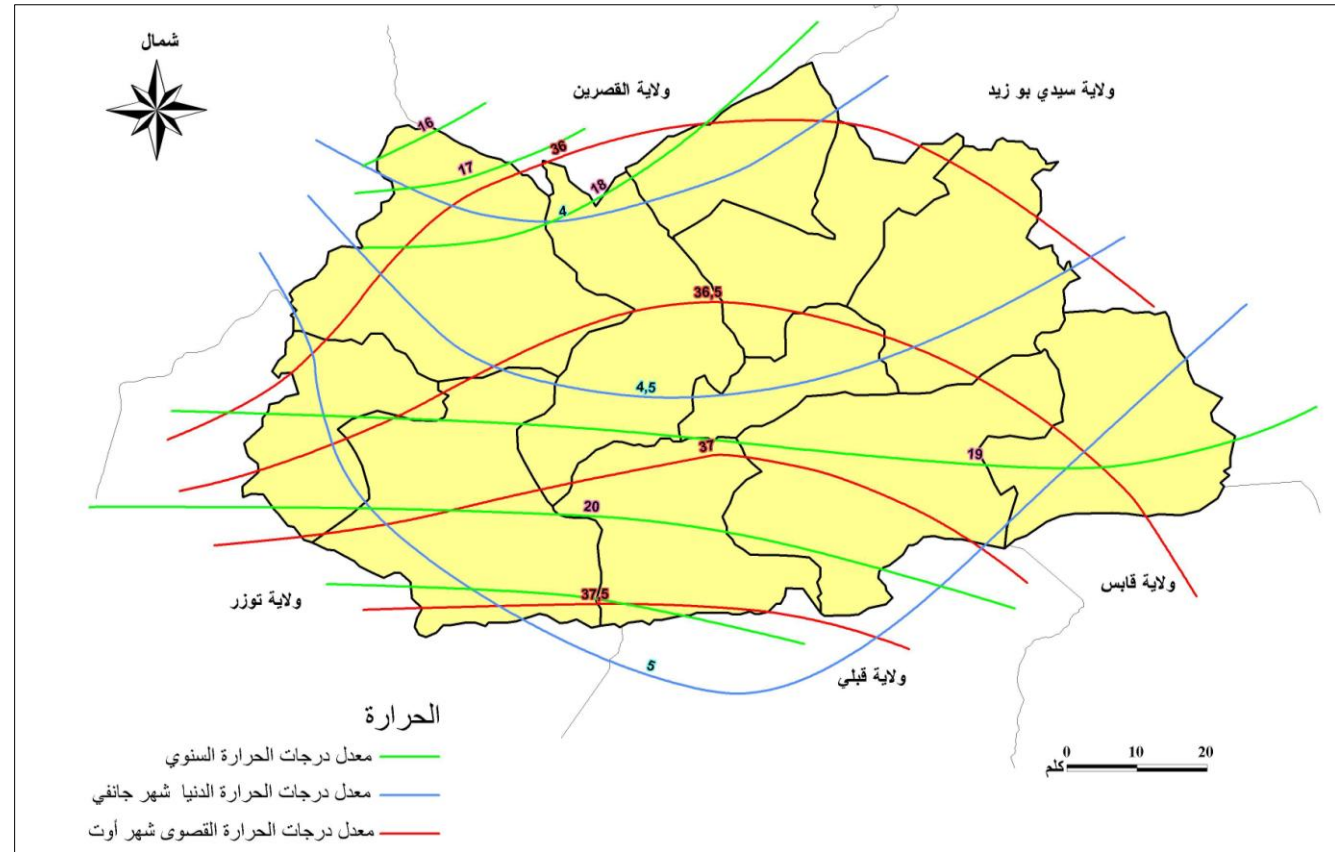 شمال
ولاية القصرين
ولاية سيدي بو زيد
16
17
36
18
4
36,5
4,5
37
19
20
37,5
5
ولاية توزر
ولاية قابس
ولاية قبلي
الحرارة
معدل درجات الحرارة السنوي
معدل درجات الحرارة الدنيا شهر جانفي
معدل درجات الحرارة القصوى شهر أوت
0 10 20
كلم